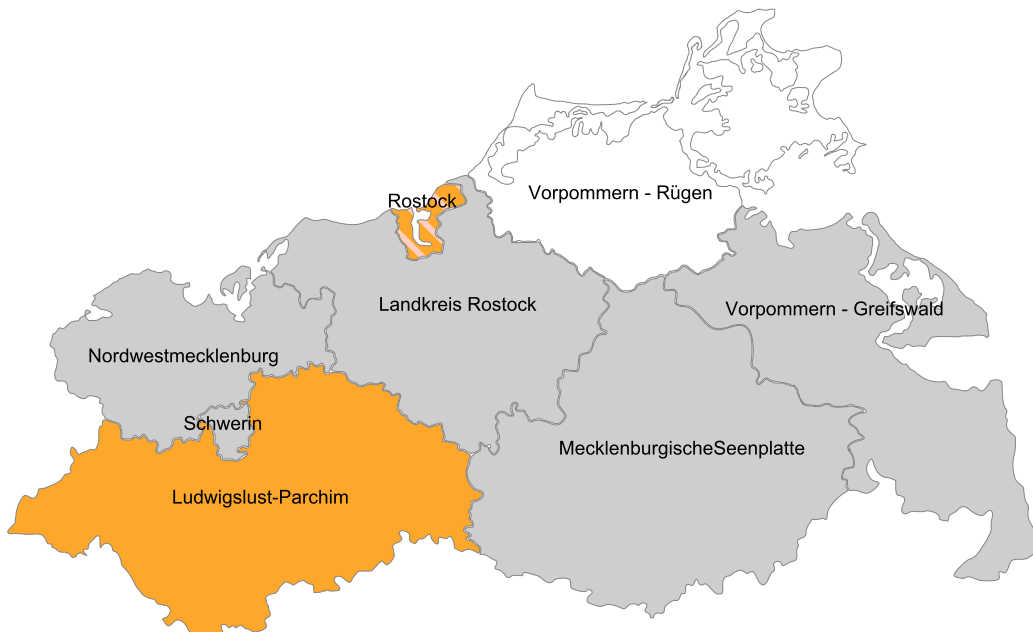 Vorpommern - Rügen
Rostock
Landkreis Rostock
Vorpommern - Greifswald
Nordwestmecklenburg
Schwerin
MecklenburgischeSeenplatte
Ludwigslust-Parchim